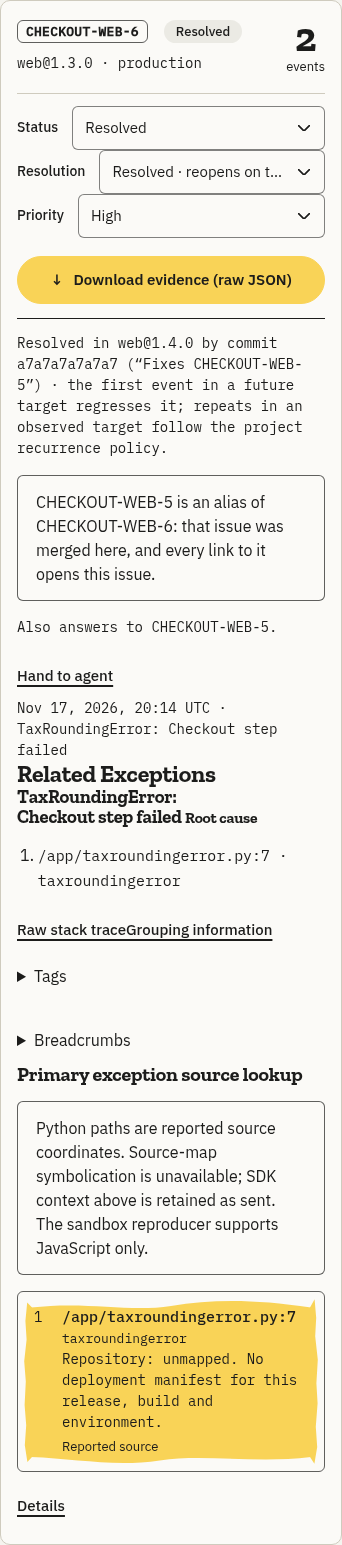 CHECKOUT-WEB-6 Resolved 2
web@1.3.0 · production events
Status Resolved
Resolution Resolved · reopens on t...
Priority High
↓ Download evidence (raw JSON)
Resolved in web@1.4.0 by commit
a7a7a7a7a7a7 (“Fixes CHECKOUT-WEB-
5”) · the first event in a future
target regresses it; repeats in an
observed target follow the project
recurrence policy.
CHECKOUT-WEB-5 is an alias of
CHECKOUT-WEB-6: that issue was
merged here, and every link to it
opens this issue.
Also answers to CHECKOUT-WEB-5.
Hand to agent
Nov 17, 2026, 20:14 UTC ·
TaxRoundingError: Checkout step
failed
Related Exceptions
TaxRoundingError:
Checkout step failed Root cause
1. /app/taxroundingerror.py:7 ·
taxroundingerror
Raw stack traceGrouping information
Tags
Breadcrumbs
Primary exception source lookup
Python paths are reported source
coordinates. Source-map
symbolication is unavailable; SDK
context above is retained as sent.
The sandbox reproducer supports
JavaScript only.
1 /app/taxroundingerror.py:7
taxroundingerror
Repository: unmapped. No
deployment manifest for this
release, build and
environment.
Reported source
Details